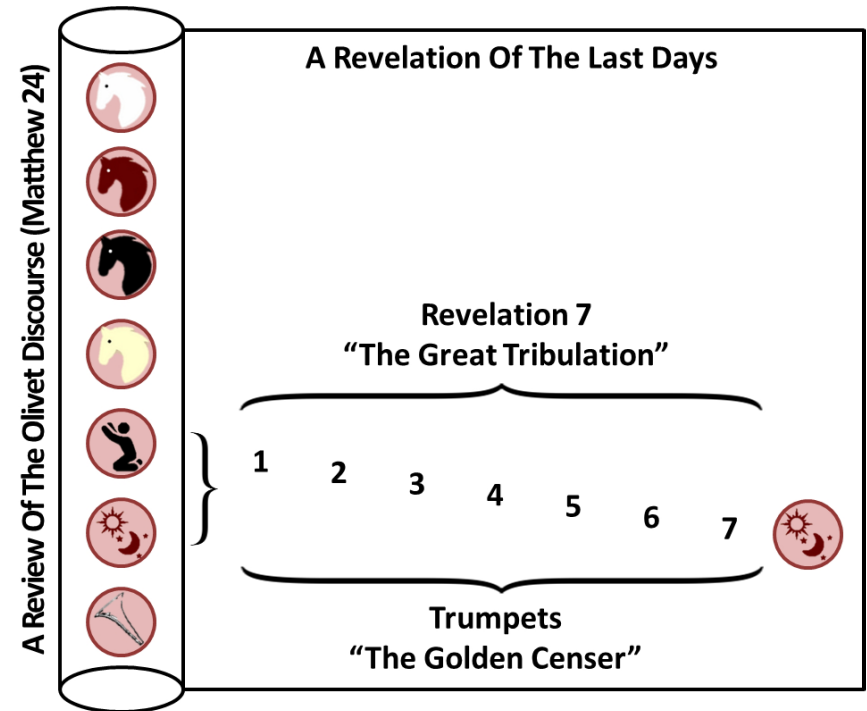 A Review Of The Olivet Discourse (Matthew 24)
A Revelation Of The Last Days
Revelation 7
“The Great Tribulation”
1 2 3 4 5 6 7
Trumpets
“The Golden Censer”